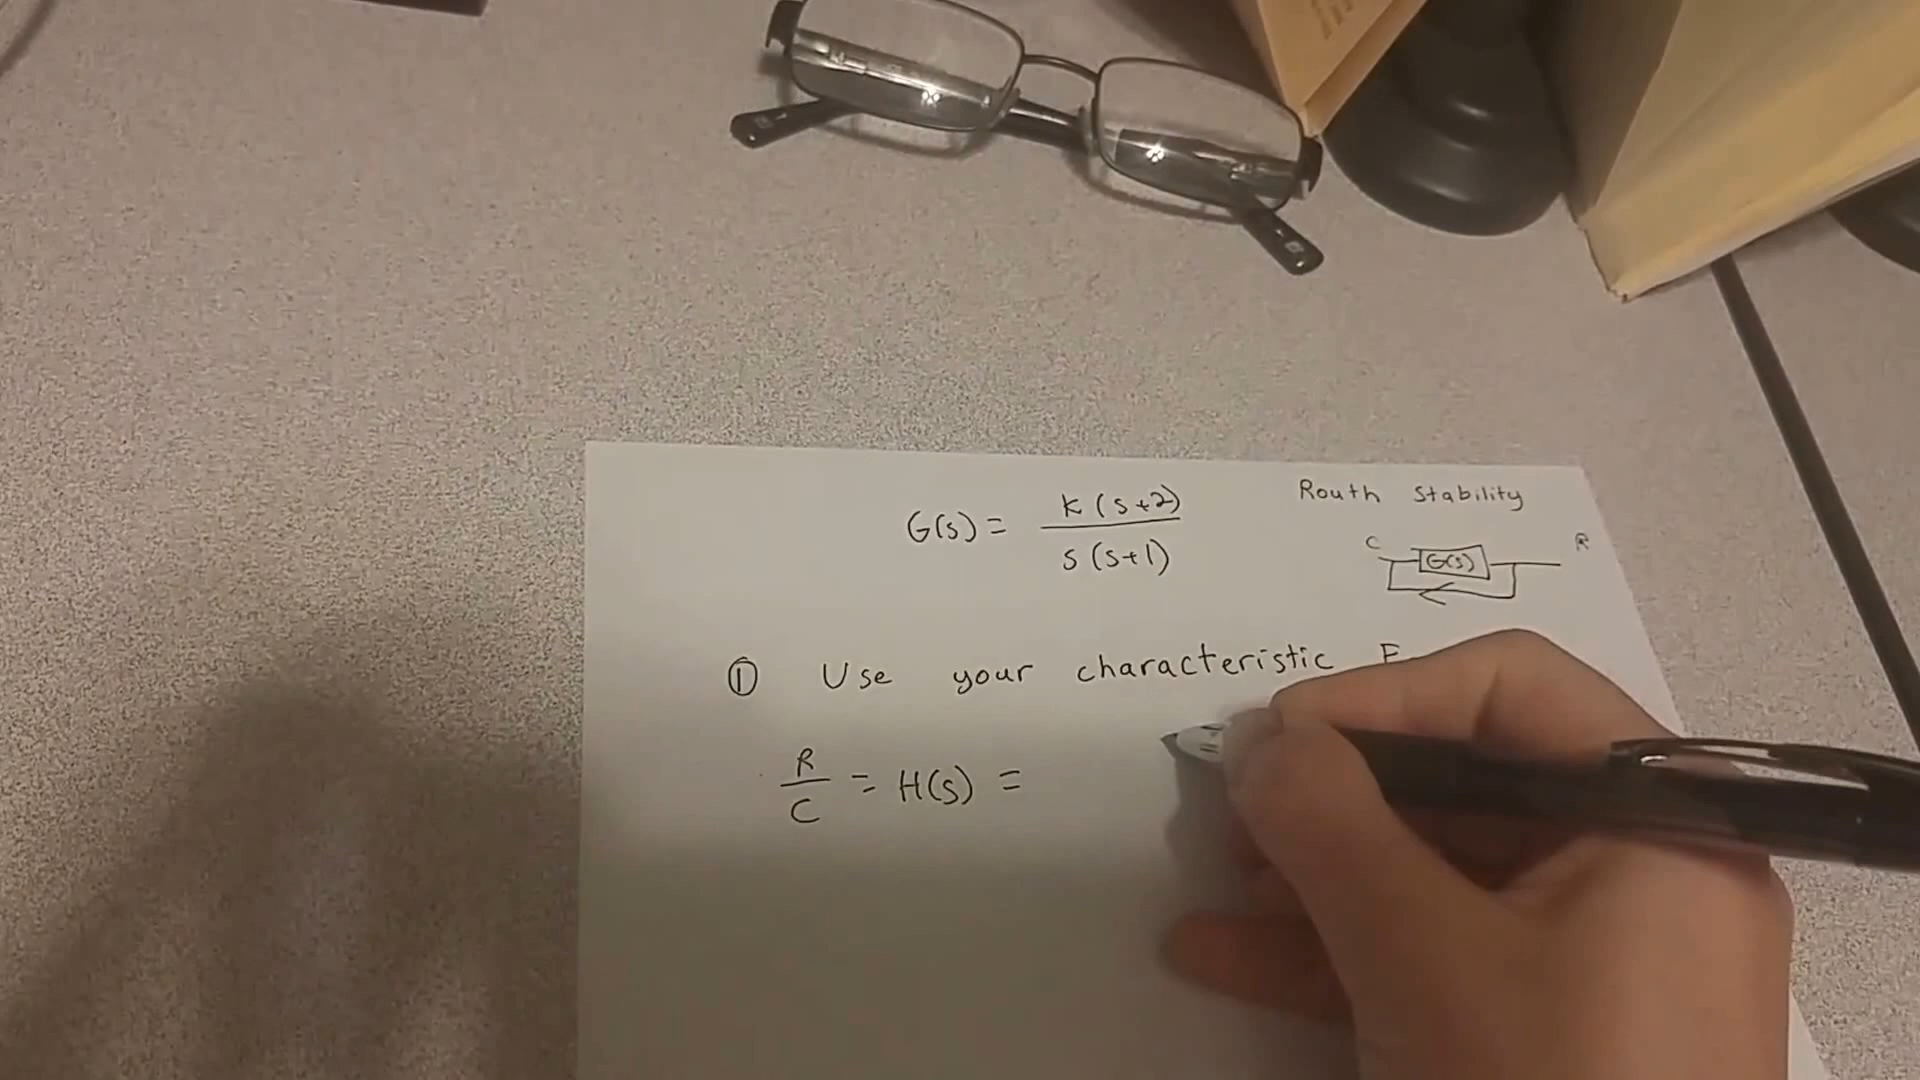 G(s) = K(s+2) / s(s+1)
Routh Stability
C G(s) R
① Use your characteristic E
R/C = H(s) =